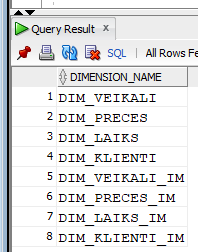 Query Result x
SQL | All Rows Fe
DIMENSION_NAME
1 DIM_VEIKALI
2 DIM_PRECES
3 DIM_LAIKS
4 DIM_KLIENTI
5 DIM_VEIKALI_IM
6 DIM_PRECES_IM
7 DIM_LAIKS_IM
8 DIM_KLIENTI_IM